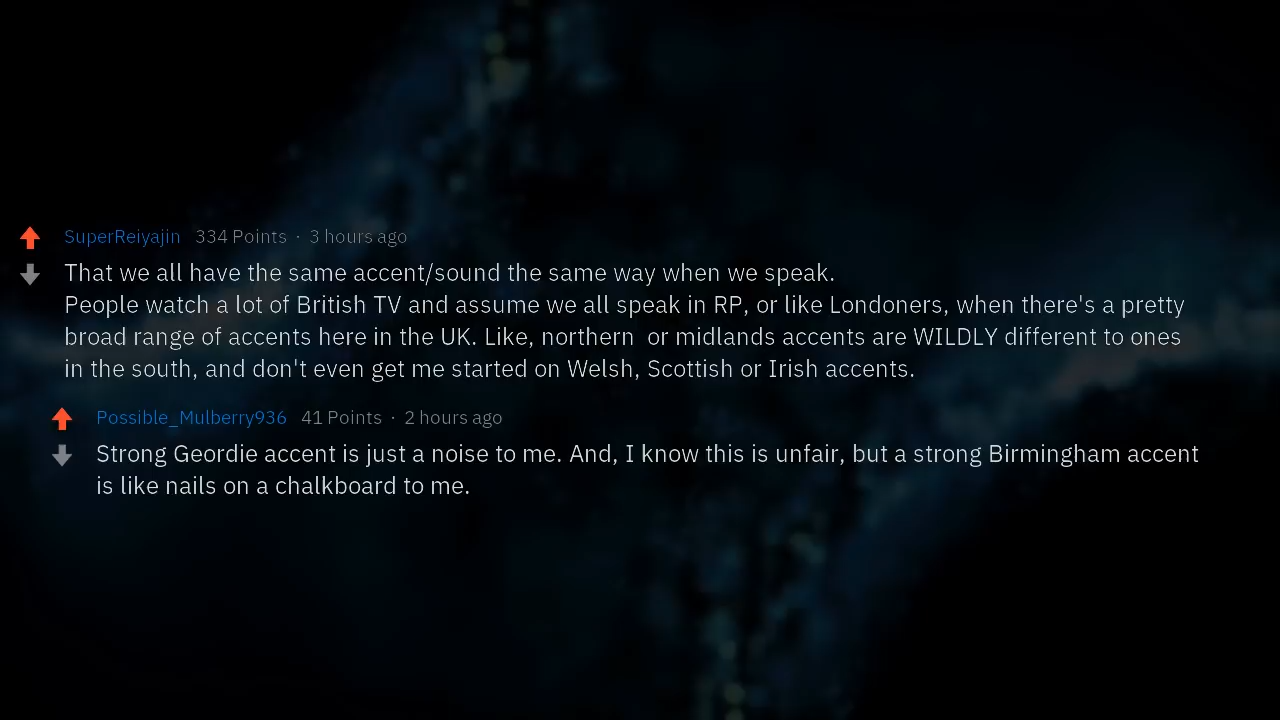 SuperReiyajin 334 Points · 3 hours ago
That we all have the same accent/sound the same way when we speak.
People watch a lot of British TV and assume we all speak in RP, or like Londoners, when there's a pretty
broad range of accents here in the UK. Like, northern  or midlands accents are WILDLY different to ones
in the south, and don't even get me started on Welsh, Scottish or Irish accents.
Possible_Mulberry936 41 Points · 2 hours ago
Strong Geordie accent is just a noise to me. And, I know this is unfair, but a strong Birmingham accent
is like nails on a chalkboard to me.